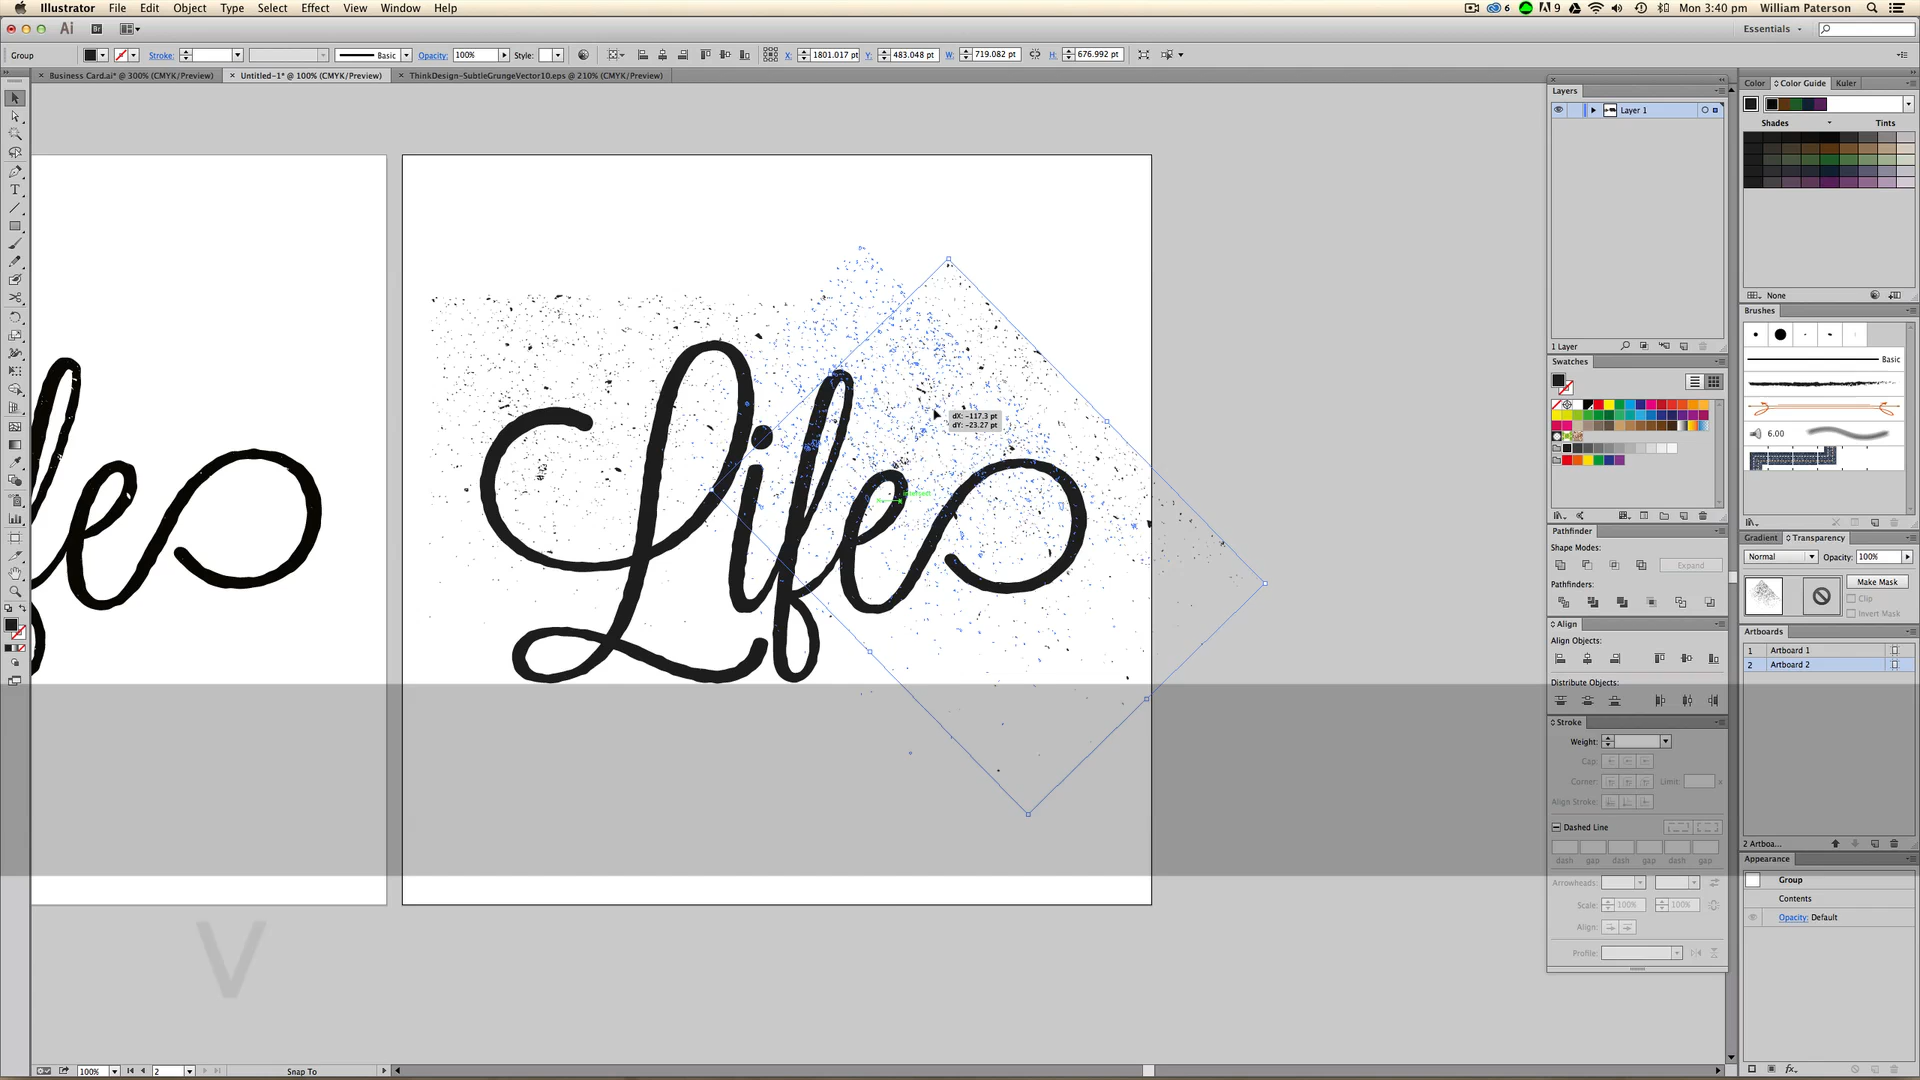 Illustrator File Edit Object Type Select Effect View Window Help
6 9 Mon 3:40 pm William Paterson
Ai Br Essentials
Group Stroke: Basic Opacity: 100% Style: X: 1801.017 pt Y: 483.048 pt W: 719.082 pt H: 676.992 pt
Business Card.ai* @ 300% (CMYK/Preview) Untitled-1* @ 100% (CMYK/Preview) ThinkDesign-SubtleGrungeVector10.eps @ 210% (CMYK/Preview)
Layers
Layer 1
1 Layer
Color Color Guide Kuler
Shades Tints
None
Brushes
Basic
6.00
Swatches
Pathfinder
Shape Modes:
Expand
Pathfinders:
Gradient Transparency
Normal Opacity: 100%
Make Mask
Clip
Invert Mask
Align
Align Objects:
Distribute Objects:
Artboards
1 Artboard 1
2 Artboard 2
2 Artboa...
Stroke
Weight:
Cap:
Corner: Limit: x
Align Stroke:
Dashed Line
dash gap dash gap dash gap
Arrowheads:
Scale: 100% 100%
Align:
Profile:
Appearance
Group
Contents
Opacity: Default
fx
fe
Life
dX: -117.3 pt
dY: -23.27 pt
intersect
V
100% 2 Snap To